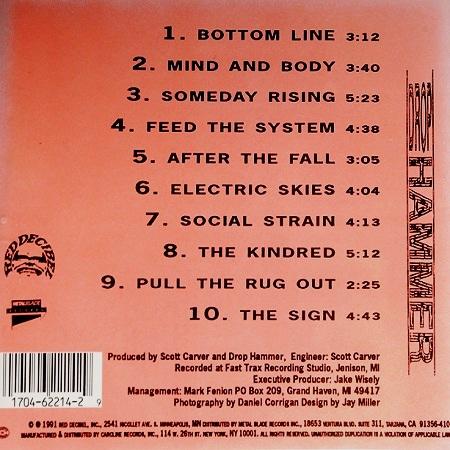 1. BOTTOM LINE 3:12
2. MIND AND BODY 3:40
3. SOMEDAY RISING 5:23
4. FEED THE SYSTEM 4:38
5. AFTER THE FALL 3:05
6. ELECTRIC SKIES 4:04
7. SOCIAL STRAIN 4:13
8. THE KINDRED 5:12
9. PULL THE RUG OUT 2:25
10. THE SIGN 4:43
HAMMER
RED DECIBEL
METAL BLADE
Produced by Scott Carver and Drop Hammer, Engineer: Scott Carver
Recorded at Fast Trax Recording Studio, Jenison, MI
Executive Producer: Jake Wisely
Management: Mark Fenion PO Box 209, Grand Haven, MI 49417
Photography by Daniel Corrigan Design by Jay Miller
1704-62214-2 9
℗ © 1991 RED DECIBEL, INC., 2541 NICOLLET AVE. S. MINNEAPOLIS, MN DISTRIBUTED BY METAL BLADE RECORDS INC., 18653 VENTURA BLVD. SUITE 311, TARZANA, CA 91356-410
MANUFACTURED & DISTRIBUTED BY CAROLINE RECORDS, INC., 114 W. 26th ST. NEW YORK, NY 10001. ALL RIGHTS RESERVED. UNAUTHORIZED DUPLICATION IS A VIOLATION OF APPLICABLE LAW